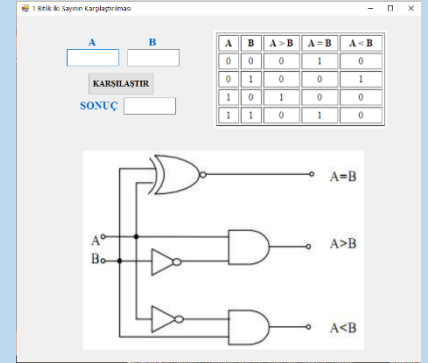 1 Bitlik İki Sayının Karşılaştırılması
A B
KARŞILAŞTIR
SONUÇ
A B A > B A = B A < B
0 0 0 1 0
0 1 0 0 1
1 0 1 0 0
1 1 0 1 0
A=B
A
A>B
B
A<B